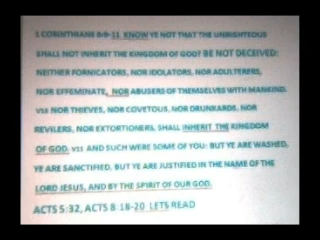 1 CORINTHIANS 6:9-11 KNOW YE NOT THAT THE UNRIGHTEOUS
SHALL NOT INHERIT THE KINGDOM OF GOD? BE NOT DECEIVED:
NEITHER FORNICATORS, NOR IDOLATORS, NOR ADULTERERS,
NOR EFFEMINATE, NOR ABUSERS OF THEMSELVES WITH MANKIND.
V10 NOR THIEVES, NOR COVETOUS, NOR DRUNKARDS, NOR
REVILERS, NOR EXTORTIONERS, SHALL INHERIT THE KINGDOM
OF GOD. V11 AND SUCH WERE SOME OF YOU: BUT YE ARE WASHED,
YE ARE SANCTIFIED, BUT YE ARE JUSTIFIED IN THE NAME OF THE
LORD JESUS, AND BY THE SPIRIT OF OUR GOD.
ACTS 5:32, ACTS 8:18-20 LETS READ